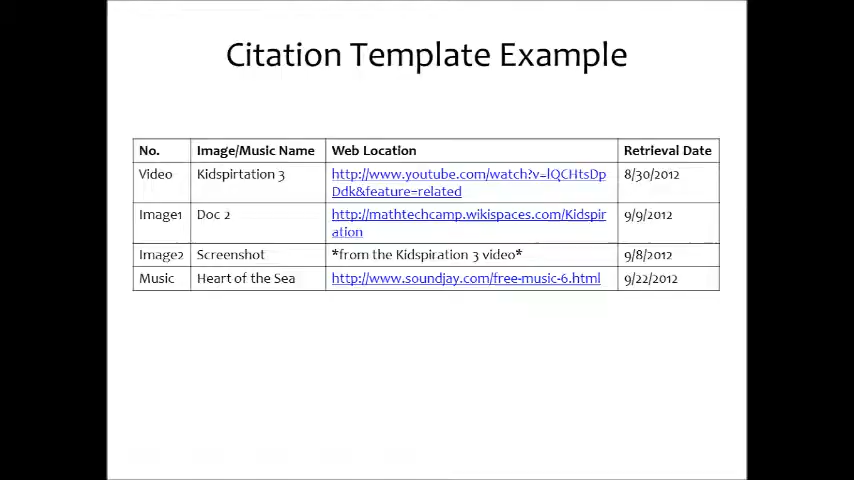 Citation Template Example
No. Image/Music Name Web Location Retrieval Date
Video Kidspirtation 3 http://www.youtube.com/watch?v=lQCHtsDp 8/30/2012
Ddk&feature=related
Image1 Doc 2 http://mathtechcamp.wikispaces.com/Kidspir 9/9/2012
ation
Image2 Screenshot *from the Kidspiration 3 video* 9/8/2012
Music Heart of the Sea http://www.soundjay.com/free-music-6.html 9/22/2012